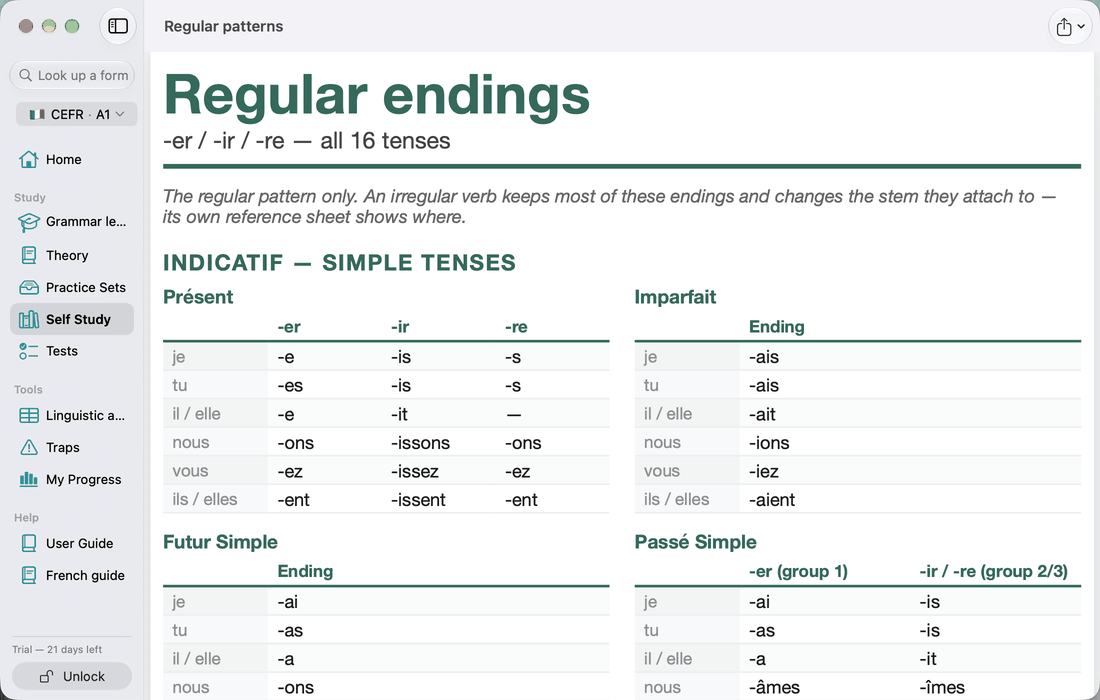 Regular patterns
Look up a form
CEFR · A1
Home
Study
Grammar le...
Theory
Practice Sets
Self Study
Tests
Tools
Linguistic a...
Traps
My Progress
Help
User Guide
French guide
Trial — 21 days left
Unlock
Regular endings
-er / -ir / -re — all 16 tenses
The regular pattern only. An irregular verb keeps most of these endings and changes the stem they attach to —
its own reference sheet shows where.
INDICATIF — SIMPLE TENSES
Présent
-er -ir -re
je -e -is -s
tu -es -is -s
il / elle -e -it —
nous -ons -issons -ons
vous -ez -issez -ez
ils / elles -ent -issent -ent
Imparfait
Ending
je -ais
tu -ais
il / elle -ait
nous -ions
vous -iez
ils / elles -aient
Futur Simple
Ending
je -ai
tu -as
il / elle -a
nous -ons
Passé Simple
-er (group 1) -ir / -re (group 2/3)
je -ai -is
tu -as -is
il / elle -a -it
nous -âmes -îmes